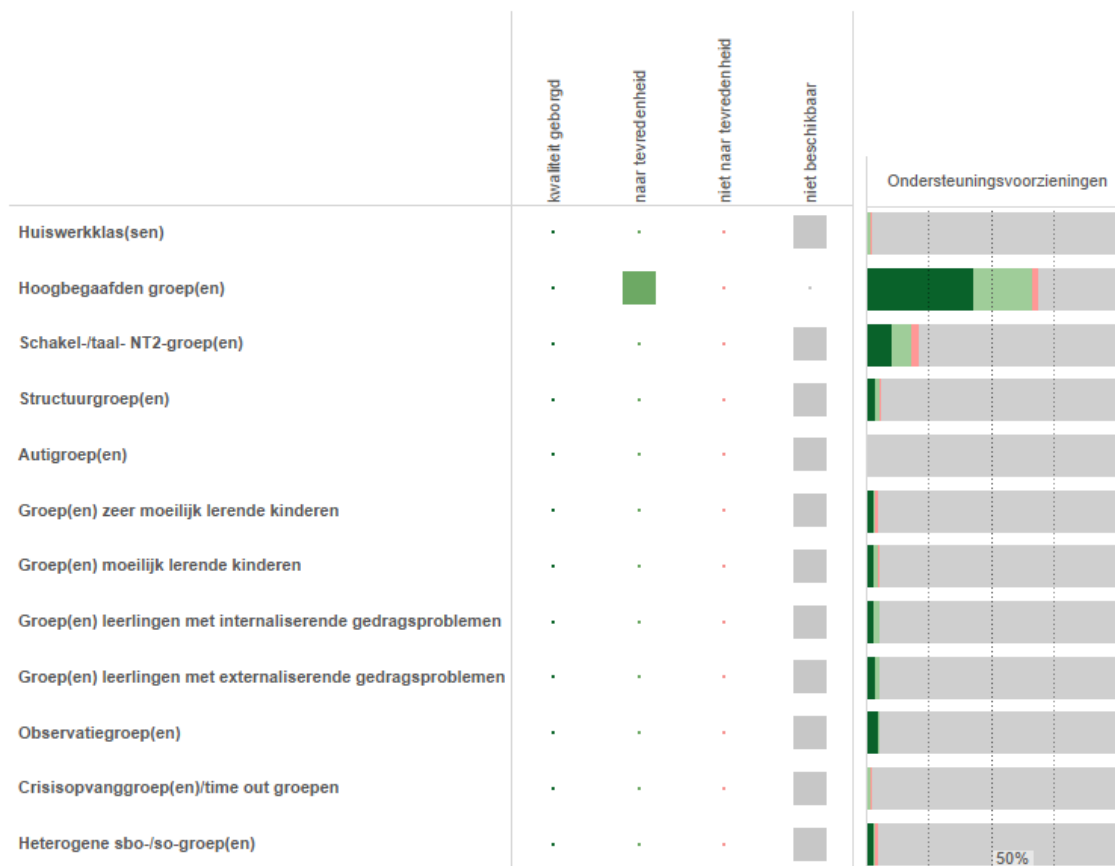 kwaliteit geborgd
naar tevredenheid
niet naar tevredenheid
niet beschikbaar
Ondersteuningsvoorzieningen
Huiswerkklas(sen)
Hoogbegaafden groep(en)
Schakel-/taal- NT2-groep(en)
Structuurgroep(en)
Autigroep(en)
Groep(en) zeer moeilijk lerende kinderen
Groep(en) moeilijk lerende kinderen
Groep(en) leerlingen met internaliserende gedragsproblemen
Groep(en) leerlingen met externaliserende gedragsproblemen
Observatiegroep(en)
Crisisopvanggroep(en)/time out groepen
Heterogene sbo-/so-groep(en)
50%